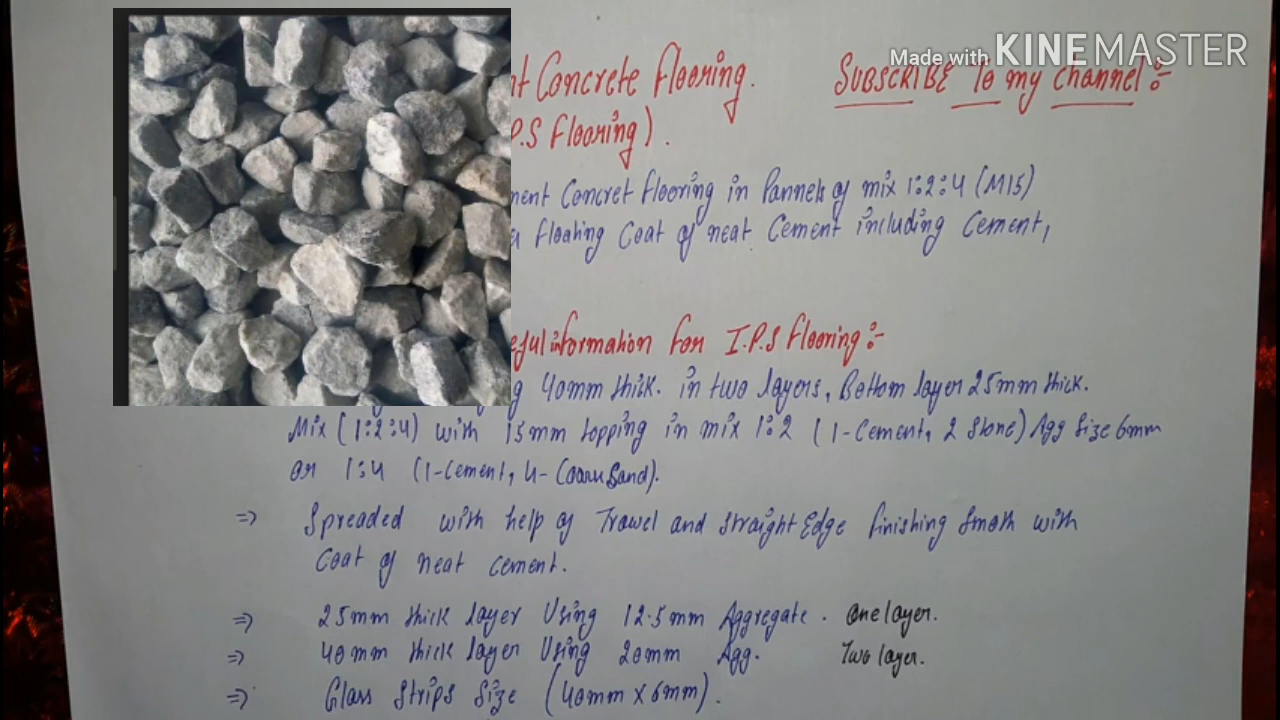 Made with KINEMASTER
nt Concrete flooring. SUBSCRIBE To my channel:-
P.S flooring).
ment Concret flooring in Pannels of mix 1:2:4 (M15)
a floating Coat of neat Cement including Cement,
eful information for I.P.S flooring:-
g 40mm thick. in two layers, Bottom layer 25mm thick.
Mix (1:2:4) with 15mm topping in mix 1:2 (1-Cement, 2 Stone) Agg Size 6mm
or 1:4 (1-Cement, 4- Coars Sand).
⇒ Spreaded with help of Trowel and straight Edge finishing Smoth with
Coat of neat cement.
⇒ 25mm thick layer Using 12.5mm Aggregate. one layer.
⇒ 40mm thick layer Using 20mm Agg. Two layer.
⇒ Glass Strips Size (40mm X 6mm).